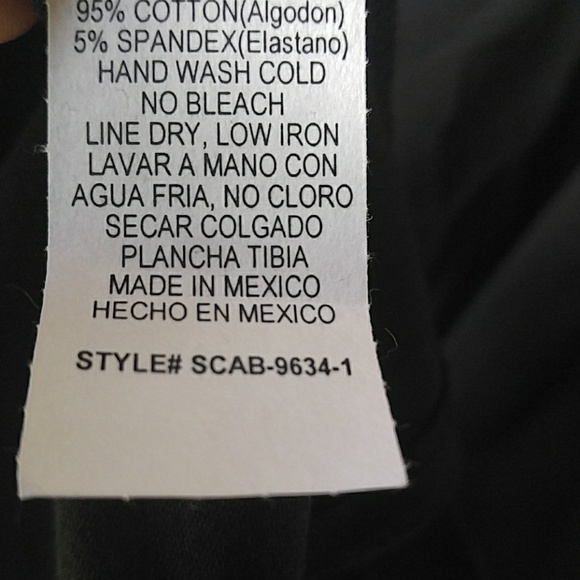 95% COTTON(Algodon)
5% SPANDEX(Elastano)
HAND WASH COLD
NO BLEACH
LINE DRY, LOW IRON
LAVAR A MANO CON
AGUA FRIA, NO CLORO
SECAR COLGADO
PLANCHA TIBIA
MADE IN MEXICO
HECHO EN MEXICO
STYLE# SCAB-9634-1